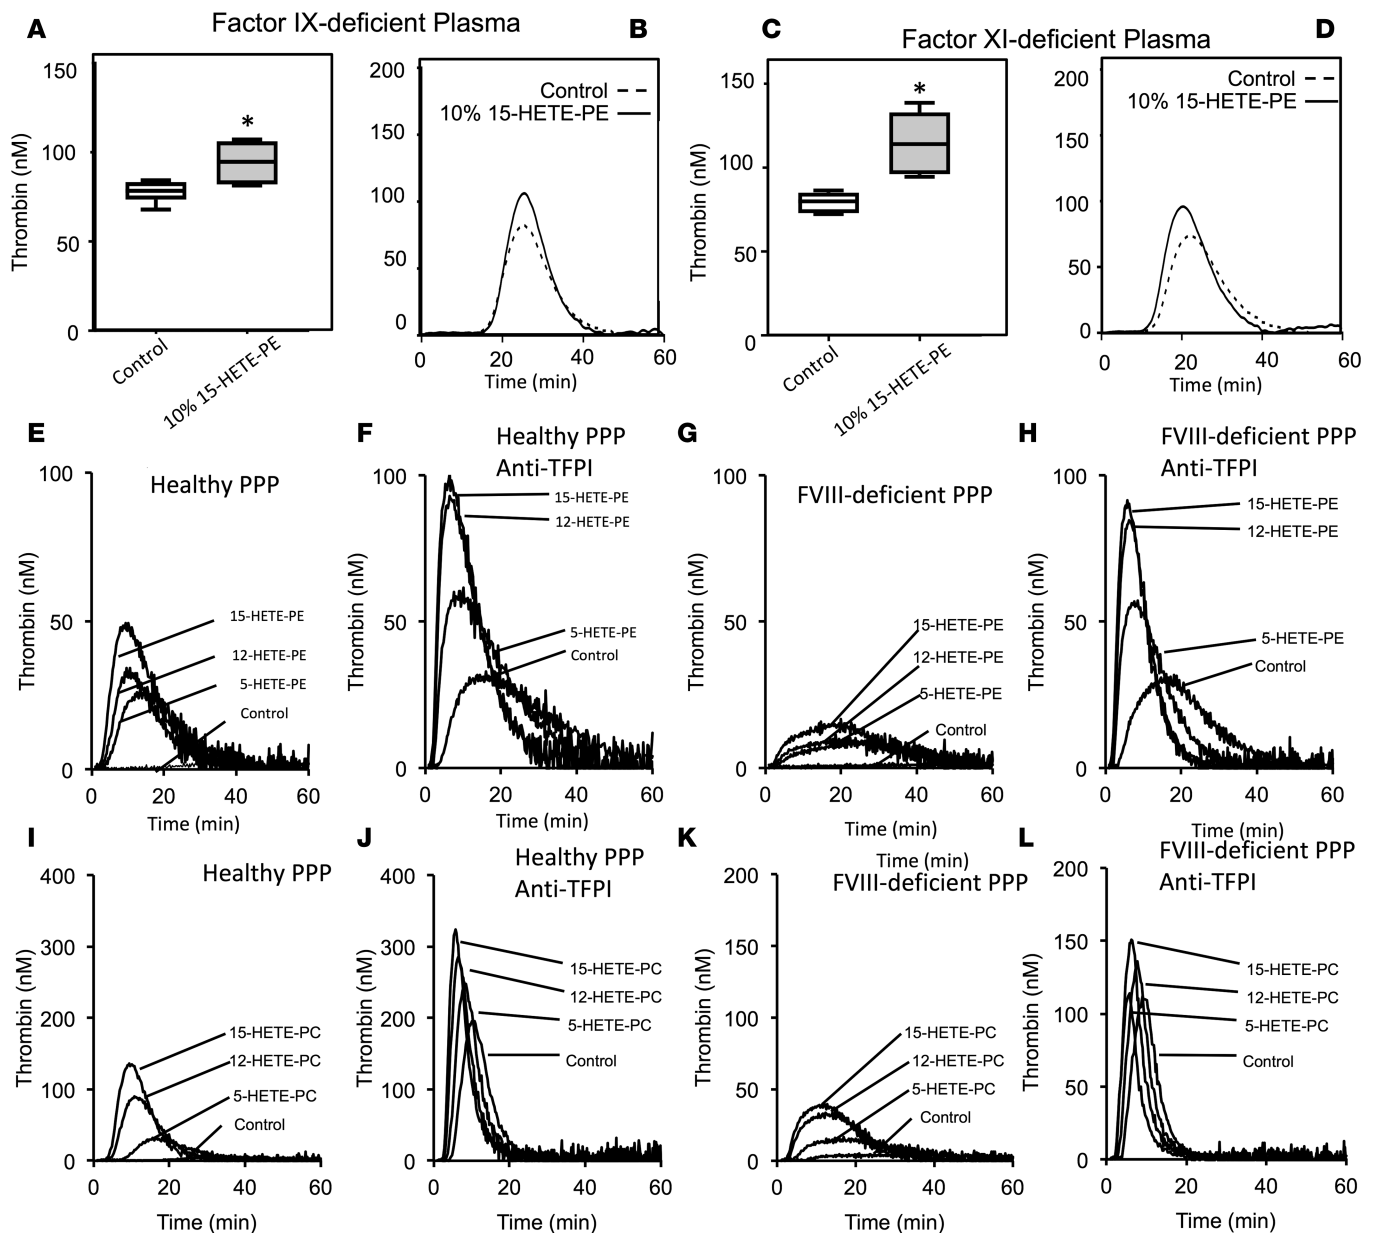 A
Factor IX-deficient Plasma
B
C
Factor XI-deficient Plasma
D
Thrombin (nM)
150
100
50
0
Control
10% 15-HETE-PE
*
200
150
100
50
0
Control
10% 15-HETE-PE
0
20
40
60
Time (min)
Thrombin (nM)
150
100
50
0
*
Control
10% 15-HETE-PE
200
150
100
50
0
Control
10% 15-HETE-PE
0
20
40
60
Time (min)
E
Healthy PPP
Thrombin (nM)
100
50
0
15-HETE-PE
12-HETE-PE
5-HETE-PE
Control
0
20
40
60
Time (min)
F
Healthy PPP
Anti-TFPI
Thrombin (nM)
100
50
0
15-HETE-PE
12-HETE-PE
5-HETE-PE
Control
0
20
40
60
Time (min)
G
FVIII-deficient PPP
Thrombin (nM)
100
50
0
15-HETE-PE
12-HETE-PE
5-HETE-PE
Control
0
20
40
60
Time (min)
H
FVIII-deficient PPP
Anti-TFPI
Thrombin (nM)
100
50
0
15-HETE-PE
12-HETE-PE
5-HETE-PE
Control
0
20
40
60
Time (min)
I
Healthy PPP
Thrombin (nM)
400
300
200
100
0
15-HETE-PC
12-HETE-PC
5-HETE-PC
Control
0
20
40
60
Time (min)
J
Healthy PPP
Anti-TFPI
Thrombin (nM)
400
300
200
100
0
15-HETE-PC
12-HETE-PC
5-HETE-PC
Control
0
20
40
60
Time (min)
K
Time (min)
FVIII-deficient PPP
Thrombin (nM)
200
150
100
50
0
15-HETE-PC
12-HETE-PC
5-HETE-PC
Control
0
20
40
60
Time (min)
L
FVIII-deficient PPP
Anti-TFPI
Thrombin (nM)
200
150
100
50
0
15-HETE-PC
12-HETE-PC
5-HETE-PC
Control
0
20
40
60
Time (min)